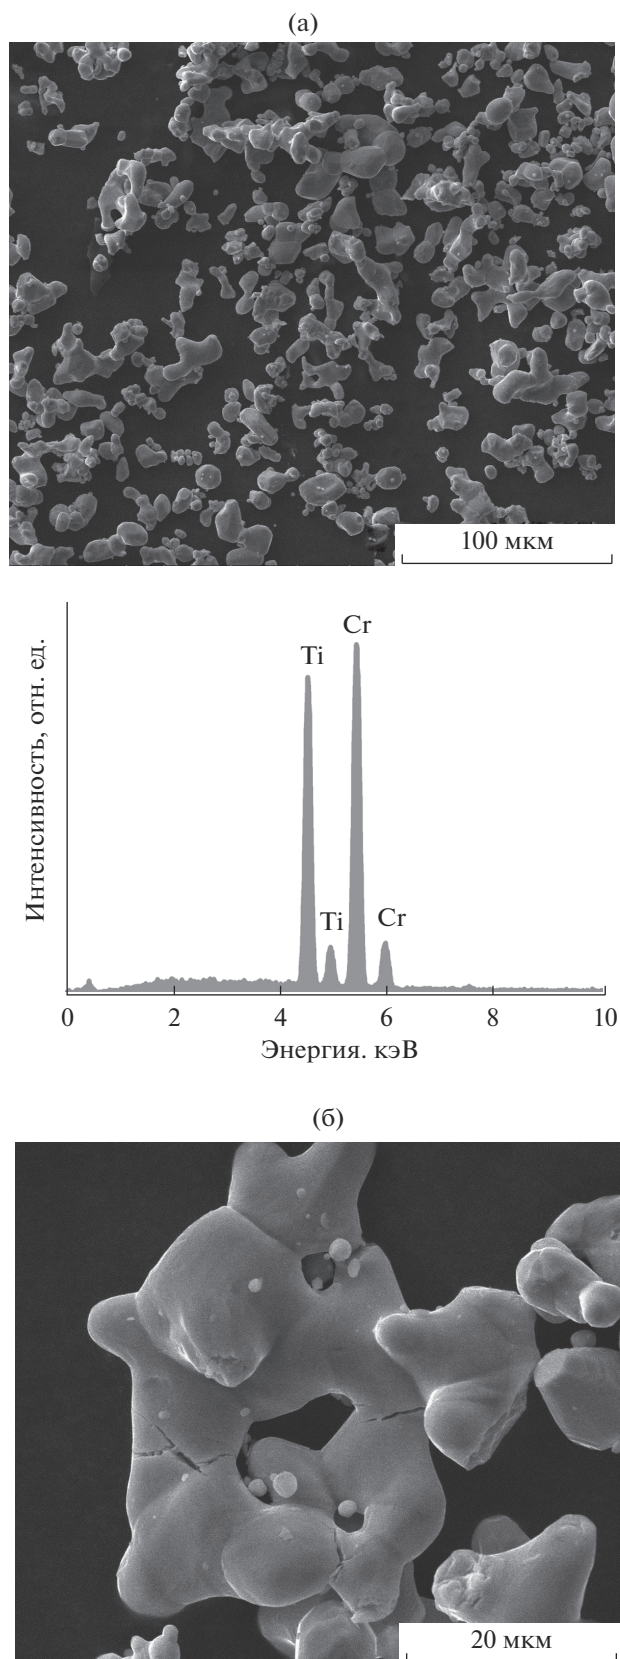 (а)
100 мкм
Интенсивность, отн. ед.
Cr
Ti
Ti
Cr
0 2 4 6 8 10
Энергия. кэВ
(б)
20 мкм